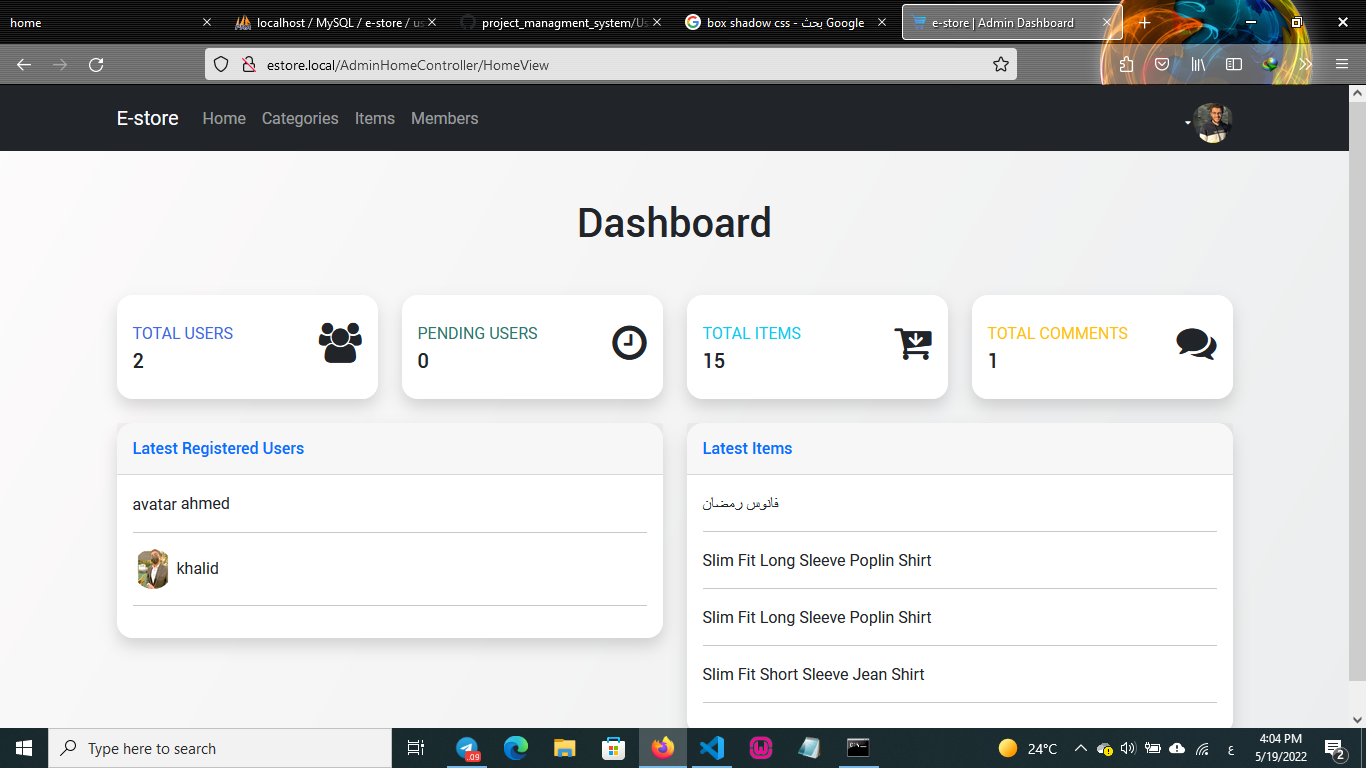 home
localhost / MySQL / e-store / us
project_managment_system/Us
box shadow css - بحث Google
e-store | Admin Dashboard
estore.local/AdminHomeController/HomeView
E-store Home Categories Items Members
Dashboard
TOTAL USERS
2
PENDING USERS
0
TOTAL ITEMS
15
TOTAL COMMENTS
1
Latest Registered Users
avatar ahmed
khalid
Latest Items
فانوس رمضان
Slim Fit Long Sleeve Poplin Shirt
Slim Fit Long Sleeve Poplin Shirt
Slim Fit Short Sleeve Jean Shirt
Type here to search
.09
24°C
ع
4:04 PM
5/19/2022
2